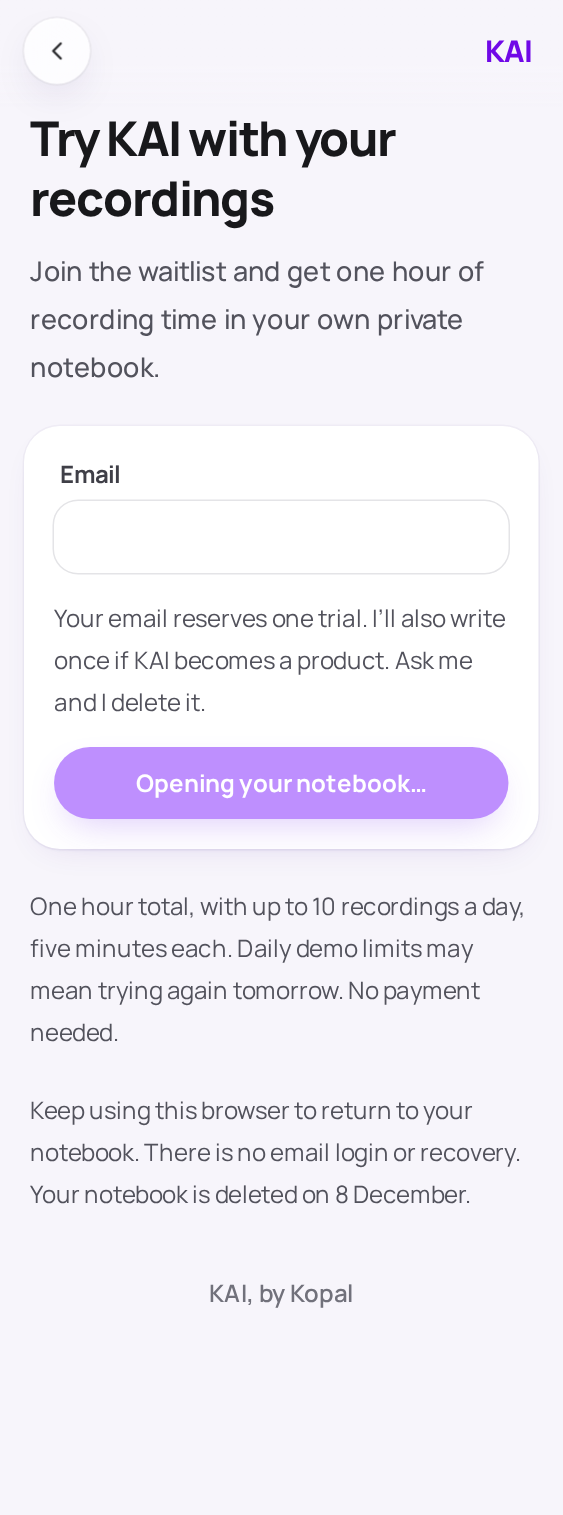 KAI
Try KAI with your
recordings
Join the waitlist and get one hour of
recording time in your own private
notebook.
Email
Your email reserves one trial. I’ll also write
once if KAI becomes a product. Ask me
and I delete it.
Opening your notebook…
One hour total, with up to 10 recordings a day,
five minutes each. Daily demo limits may
mean trying again tomorrow. No payment
needed.
Keep using this browser to return to your
notebook. There is no email login or recovery.
Your notebook is deleted on 8 December.
KAI, by Kopal